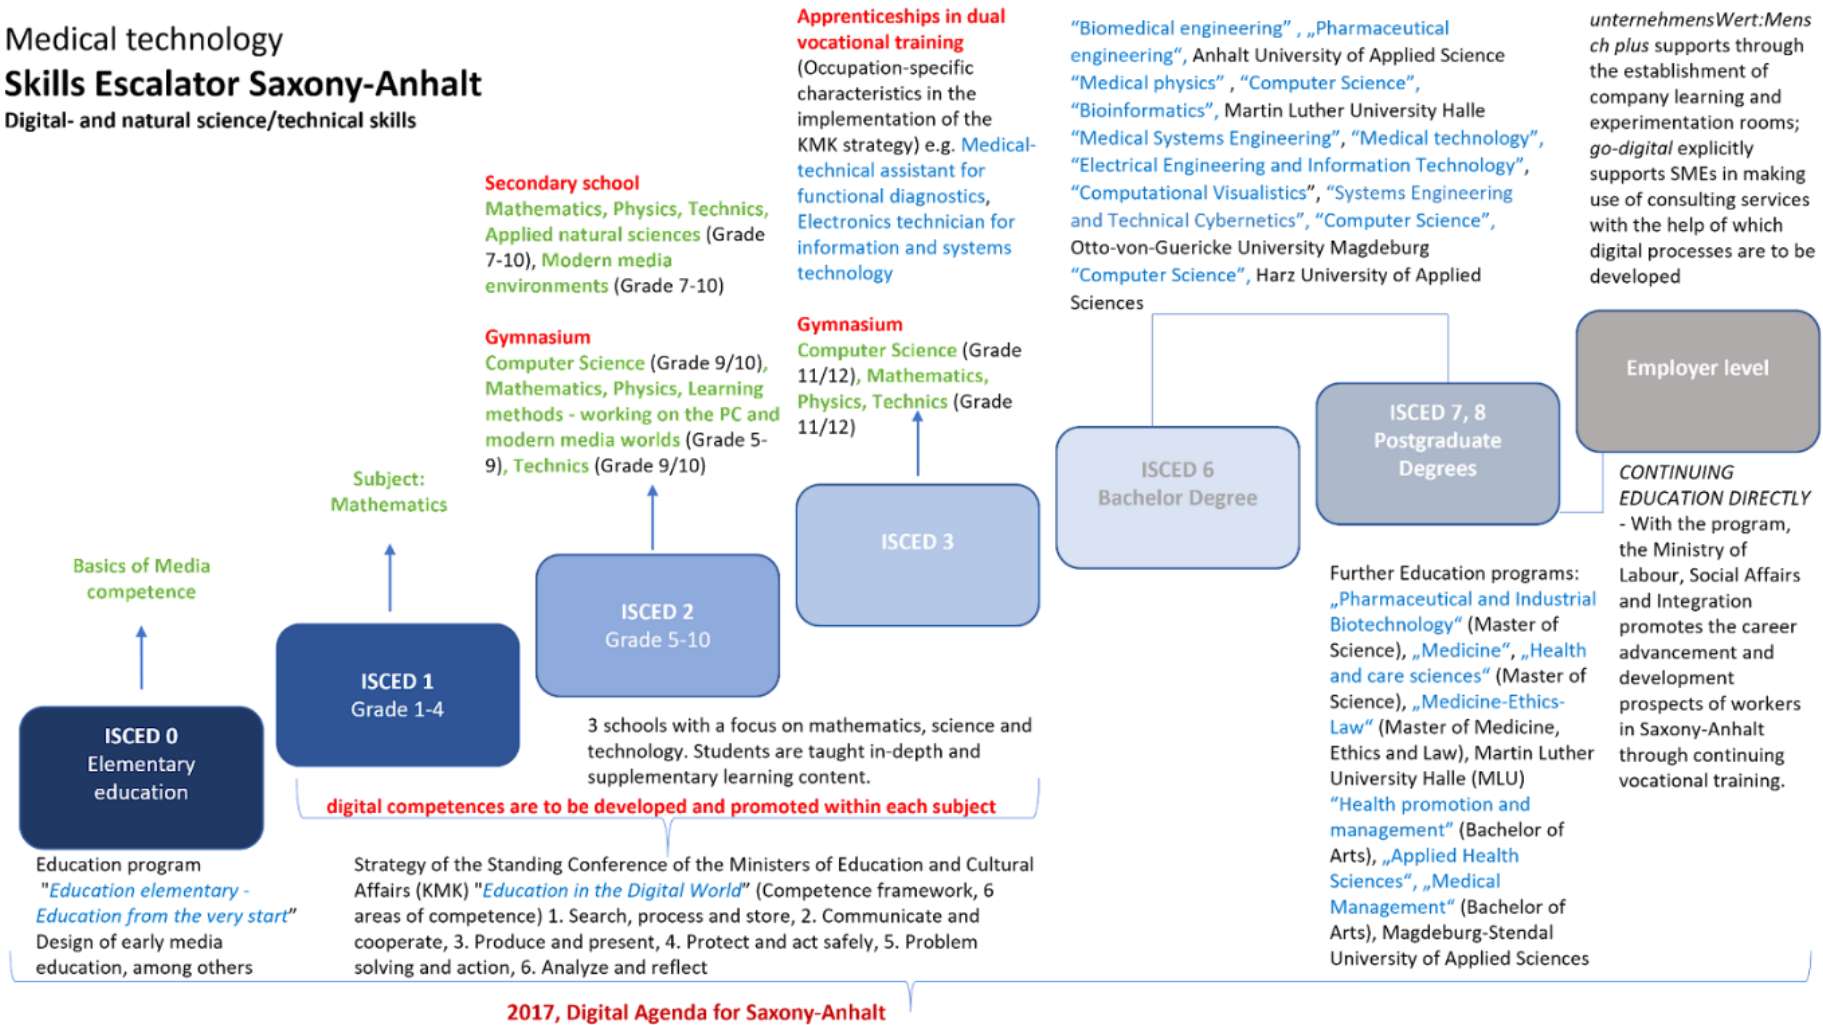 Medical technology
Skills Escalator Saxony-Anhalt
Digital- and natural science/technical skills
Basics of Media
competence
ISCED 0
Elementary
education
Education program
"Education elementary -
Education from the very start”
Design of early media
education, among others
Subject:
Mathematics
ISCED 1
Grade 1-4
Secondary school
Mathematics, Physics, Technics,
Applied natural sciences (Grade
7-10), Modern media
environments (Grade 7-10)
Gymnasium
Computer Science (Grade 9/10),
Mathematics, Physics, Learning
methods - working on the PC and
modern media worlds (Grade 5-
9), Technics (Grade 9/10)
ISCED 2
Grade 5-10
3 schools with a focus on mathematics, science and
technology. Students are taught in-depth and
supplementary learning content.
digital competences are to be developed and promoted within each subject
Strategy of the Standing Conference of the Ministers of Education and Cultural
Affairs (KMK) "Education in the Digital World” (Competence framework, 6
areas of competence) 1. Search, process and store, 2. Communicate and
cooperate, 3. Produce and present, 4. Protect and act safely, 5. Problem
solving and action, 6. Analyze and reflect
Apprenticeships in dual
vocational training
(Occupation-specific
characteristics in the
implementation of the
KMK strategy) e.g. Medical-
technical assistant for
functional diagnostics,
Electronics technician for
information and systems
technology
Gymnasium
Computer Science (Grade
11/12), Mathematics,
Physics, Technics (Grade
11/12)
ISCED 3
“Biomedical engineering” , „Pharmaceutical
engineering“, Anhalt University of Applied Science
“Medical physics” , “Computer Science”,
“Bioinformatics”, Martin Luther University Halle
“Medical Systems Engineering”, “Medical technology”,
“Electrical Engineering and Information Technology”,
“Computational Visualistics”, “Systems Engineering
and Technical Cybernetics”, “Computer Science”,
Otto-von-Guericke University Magdeburg
“Computer Science”, Harz University of Applied
Sciences
ISCED 6
Bachelor Degree
ISCED 7, 8
Postgraduate
Degrees
Further Education programs:
„Pharmaceutical and Industrial
Biotechnology“ (Master of
Science), „Medicine“, „Health
and care sciences“ (Master of
Science), „Medicine-Ethics-
Law“ (Master of Medicine,
Ethics and Law), Martin Luther
University Halle (MLU)
“Health promotion and
management” (Bachelor of
Arts), „Applied Health
Sciences“, „Medical
Management“ (Bachelor of
Arts), Magdeburg-Stendal
University of Applied Sciences
unternehmensWert:Mens
ch plus supports through
the establishment of
company learning and
experimentation rooms;
go-digital explicitly
supports SMEs in making
use of consulting services
with the help of which
digital processes are to be
developed
Employer level
CONTINUING
EDUCATION DIRECTLY
- With the program,
the Ministry of
Labour, Social Affairs
and Integration
promotes the career
advancement and
development
prospects of workers
in Saxony-Anhalt
through continuing
vocational training.
2017, Digital Agenda for Saxony-Anhalt